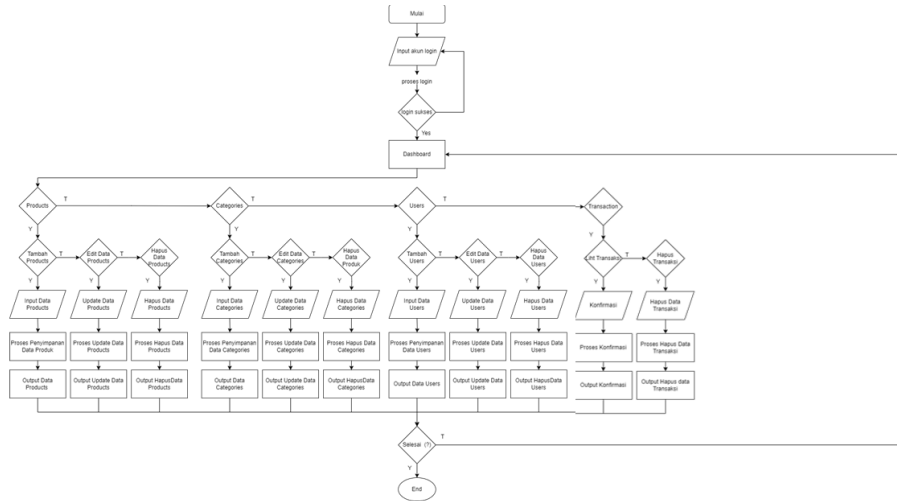 Mulai
Input akun login
proses login
login sukses
Yes
Dashboard
Products
T
Categories
T
Users
T
Transaction
Y
Y
Y
Y
Tambah
Products
T
Edit Data
Products
T
Hapus
Data
Products
Tambah
Categories
T
Edit Data
Categories
T
Hapus
Data
Produk
Tambah
Users
T
Edit Data
Users
T
Hapus
Data
Users
Liht Transaksi
T
Hapus
Transaksi
Y
Y
Y
Y
Y
Y
Y
Y
Y
Y
Y
Input Data
Products
Update Data
Products
Hapus Data
Products
Input Data
Categories
Update Data
Categories
Hapus Data
Categories
Input Data
Users
Update Data
Users
Hapus Data
Users
Konfirmasi
Hapus Data
Transaksi
Proses Penyimpanan
Data Produk
Proses Update Data
Products
Proses Hapus Data
Products
Proses Penyimpanan
Data Categories
Proses Update Data
Categories
Proses Hapus Data
Categories
Proses Penyimpanan
Data Users
Proses Update Data
Users
Proses Hapus Data
Users
Proses Konfirmasi
Proses Hapus Data
Transaksi
Output Data
Products
Output Update Data
Products
Output HapusData
Products
Output Data
Categories
Output Update Data
Categories
Output HapusData
Categories
Output Data Users
Output Update Data
Users
Output HapusData
Users
Output Konfirmasi
Output Hapus data
Transaksi
Selesai (?)
T
Y
End